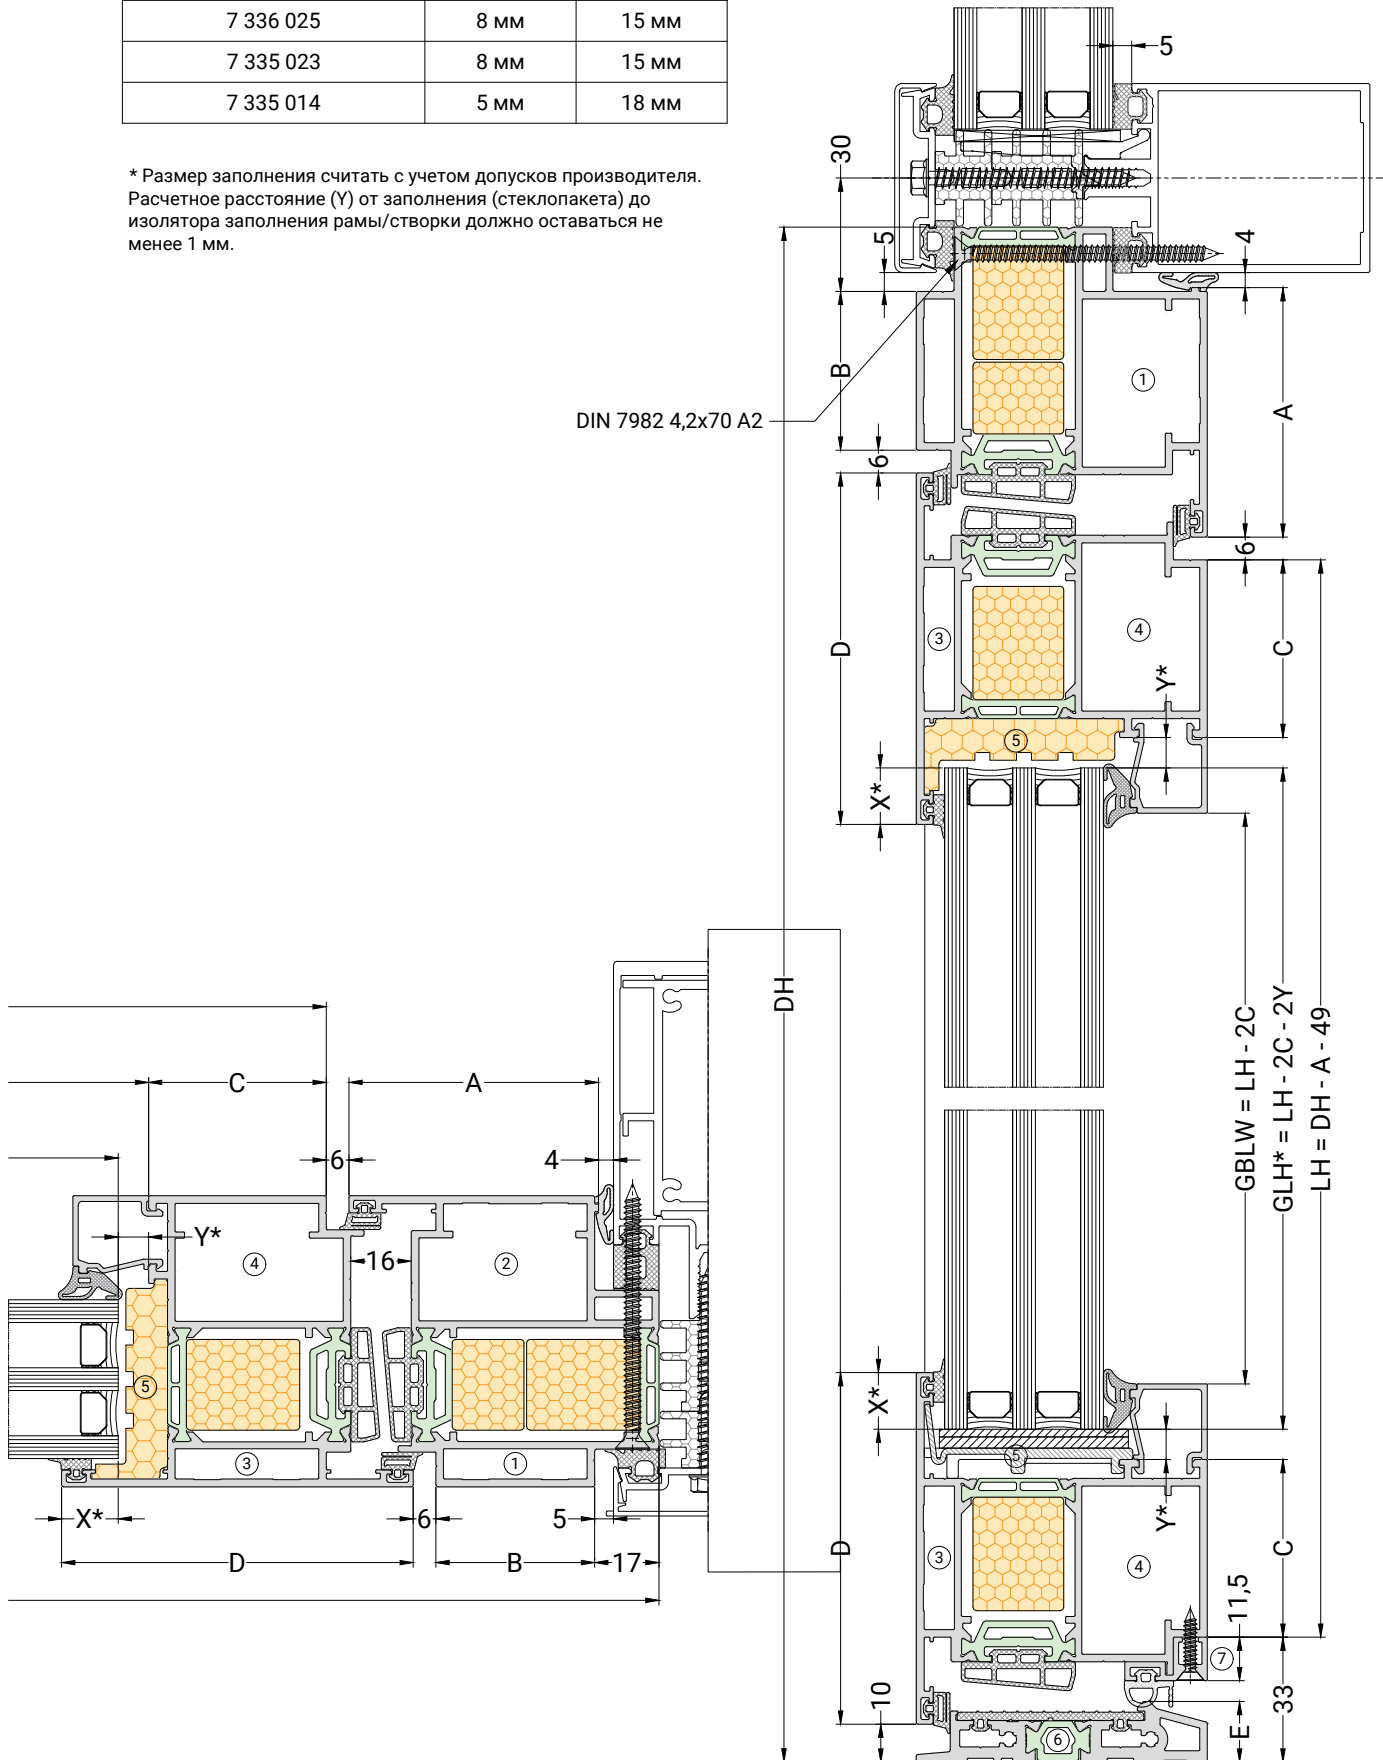 7 336 025 8 мм 15 мм
7 335 023 8 мм 15 мм
7 335 014 5 мм 18 мм
* Размер заполнения считать с учетом допусков производителя.
Расчетное расстояние (Y) от заполнения (стеклопакета) до
изолятора заполнения рамы/створки должно оставаться не
менее 1 мм.
5
30
5
4
B
1
A
DIN 7982 4,2x70 A2
6
6
D
3
4
C
Y*
5
X*
DH
GBLW = LH - 2C
GLH* = LH - 2C - 2Y
LH = DH - A - 49
C
A
6
4
Y*
4
16
2
5
3
1
X*
6
5
D
B
17
X*
5
Y*
D
3
4
C
11,5
7
10
E
33
6